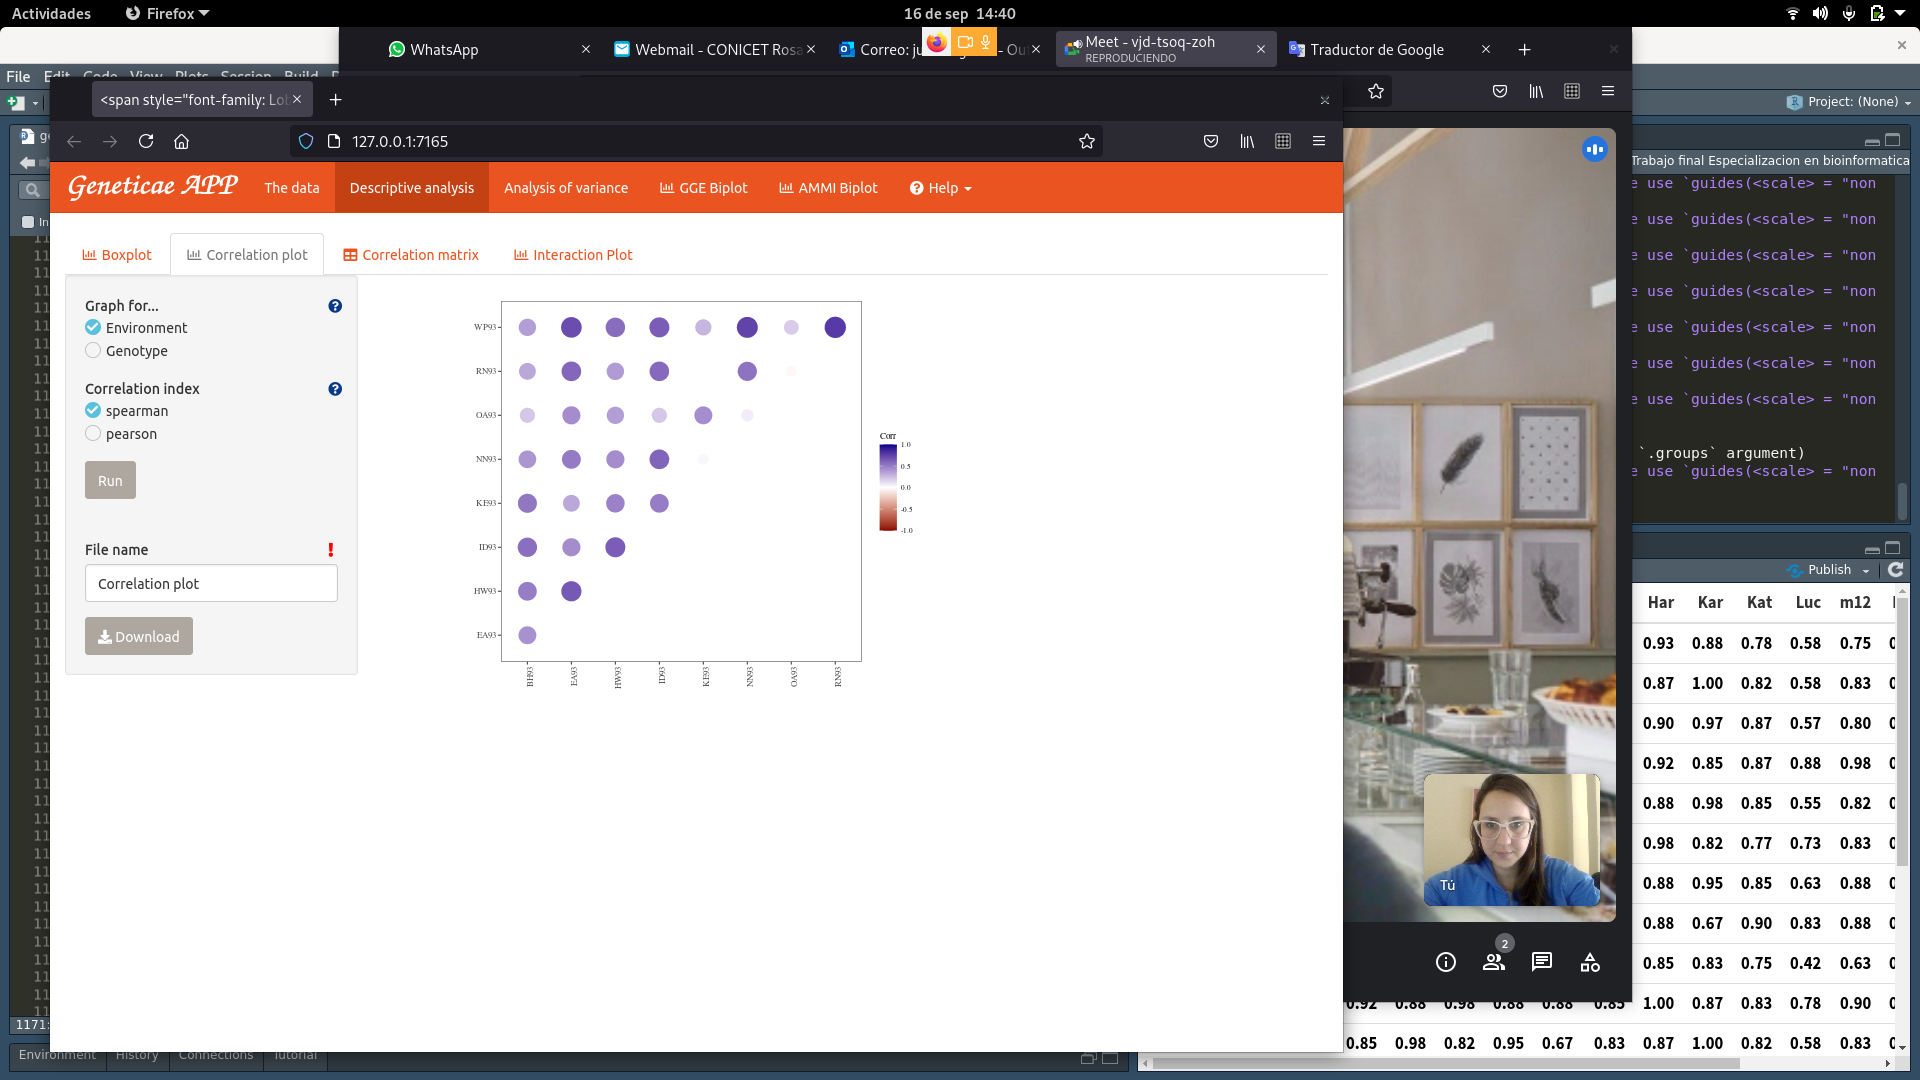 Actividades Firefox 16 de sep 14:40
WhatsApp
Webmail - CONICET Rosa
Correo: ju
Meet - vjd-tsoq-zoh
REPRODUCIENDO
Traductor de Google
File Edit Code View Plots Session Build
Project: (None)
<span style="font-family: Lob
127.0.0.1:7165
Trabajo final Especializacion en bioinformatica
Geneticae APP
The data
Descriptive analysis
Analysis of variance
GGE Biplot
AMMI Biplot
Help
Boxplot
Correlation plot
Correlation matrix
Interaction Plot
Graph for...
Environment
Genotype
Correlation index
spearman
pearson
Run
File name
!
Correlation plot
Download
WP93
RN93
OA93
NN93
KE93
ID93
HW93
EA93
BH93 EA93 HW93 ID93 KE93 NN93 OA93 RN93
Corr
1.0
0.5
0.0
-0.5
-1.0
e use `guides(<scale> = "non
e use `guides(<scale> = "non
e use `guides(<scale> = "non
e use `guides(<scale> = "non
e use `guides(<scale> = "non
e use `guides(<scale> = "non
e use `guides(<scale> = "non
`.groups` argument)
e use `guides(<scale> = "non
Publish
Har Kar Kat Luc m12
0.93 0.88 0.78 0.58 0.75
0.87 1.00 0.82 0.58 0.83
0.90 0.97 0.87 0.57 0.80
0.92 0.85 0.87 0.88 0.98
0.88 0.98 0.85 0.55 0.82
0.98 0.82 0.77 0.73 0.83
0.88 0.95 0.85 0.63 0.88
0.88 0.67 0.90 0.83 0.88
0.85 0.83 0.75 0.42 0.63
0.92 0.88 0.98 0.88 0.88 0.85 1.00 0.87 0.83 0.78 0.90
0.85 0.98 0.82 0.95 0.67 0.83 0.87 1.00 0.82 0.58 0.83
Tú
2
1171:
Environment History Connections Tutorial